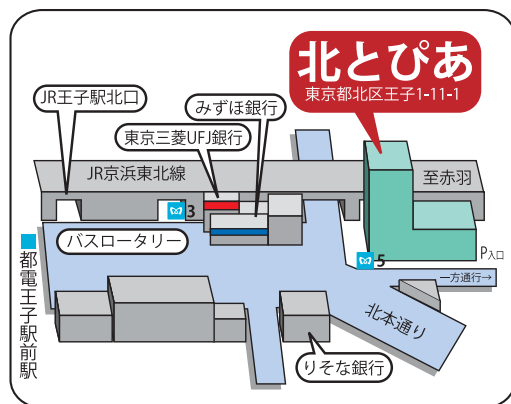 北とぴあ
東京都北区王子1-11-1
JR王子駅北口
みずほ銀行
東京三菱UFJ銀行
JR京浜東北線
至赤羽
3
バスロータリー
5
P入口
一方通行→
都電王子駅前駅
北本通り
りそな銀行